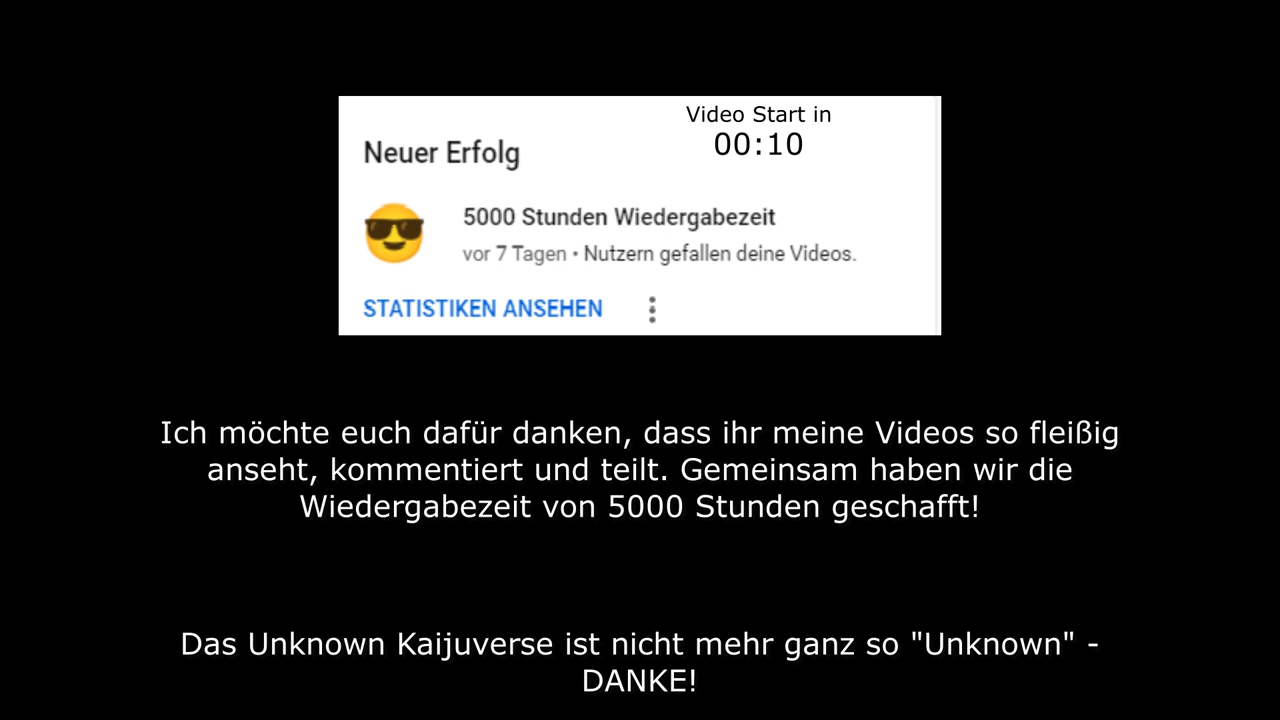 Video Start in
00:10
Neuer Erfolg
5000 Stunden Wiedergabezeit
vor 7 Tagen • Nutzern gefallen deine Videos.
STATISTIKEN ANSEHEN
Ich möchte euch dafür danken, dass ihr meine Videos so fleißig
anseht, kommentiert und teilt. Gemeinsam haben wir die
Wiedergabezeit von 5000 Stunden geschafft!
Das Unknown Kaijuverse ist nicht mehr ganz so "Unknown" -
DANKE!